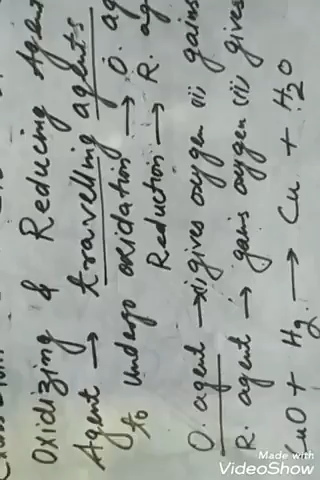 Oxidizing & Reducing Agent
Agent → travelling agents
to undergo oxidation → O. ag
Reduction → R. ag
O. agent → (i) gives oxygen (ii) gains
R. agent → gains oxygen (ii) gives
CuO + H₂ → Cu + H₂O
Made with
VideoShow